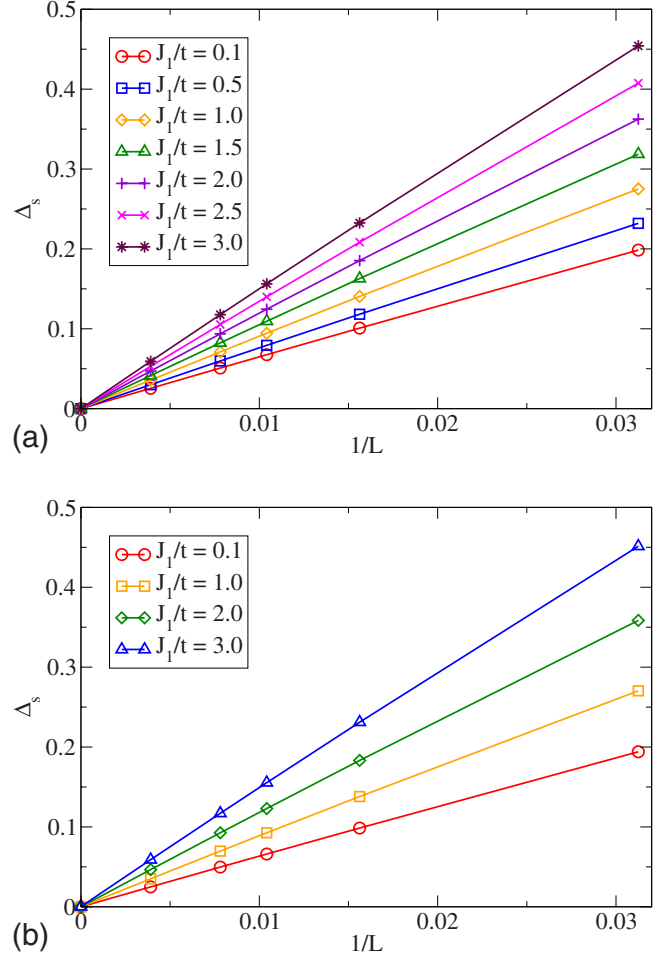 0.5
J₁/t = 0.1
J₁/t = 0.5
0.4
J₁/t = 1.0
J₁/t = 1.5
0.3
J₁/t = 2.0
Δₛ
J₁/t = 2.5
0.2
J₁/t = 3.0
0.1
0
0 0.01 0.02 0.03
(a) 1/L
0.5
J₁/t = 0.1
J₁/t = 1.0
0.4
J₁/t = 2.0
J₁/t = 3.0
0.3
Δₛ
0.2
0.1
0
0 0.01 0.02 0.03
(b) 1/L